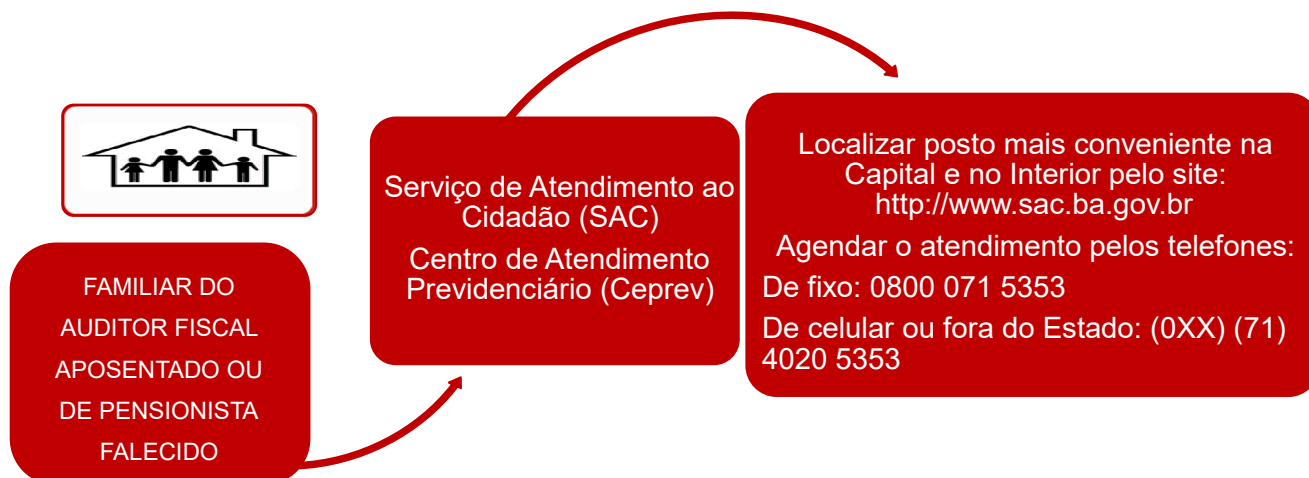 FAMILIAR DO
AUDITOR FISCAL
APOSENTADO OU
DE PENSIONISTA
FALECIDO
Serviço de Atendimento ao
Cidadão (SAC)
Centro de Atendimento
Previdenciário (Ceprev)
Localizar posto mais conveniente na
Capital e no Interior pelo site:
http://www.sac.ba.gov.br
Agendar o atendimento pelos telefones:
De fixo: 0800 071 5353
De celular ou fora do Estado: (0XX) (71)
4020 5353